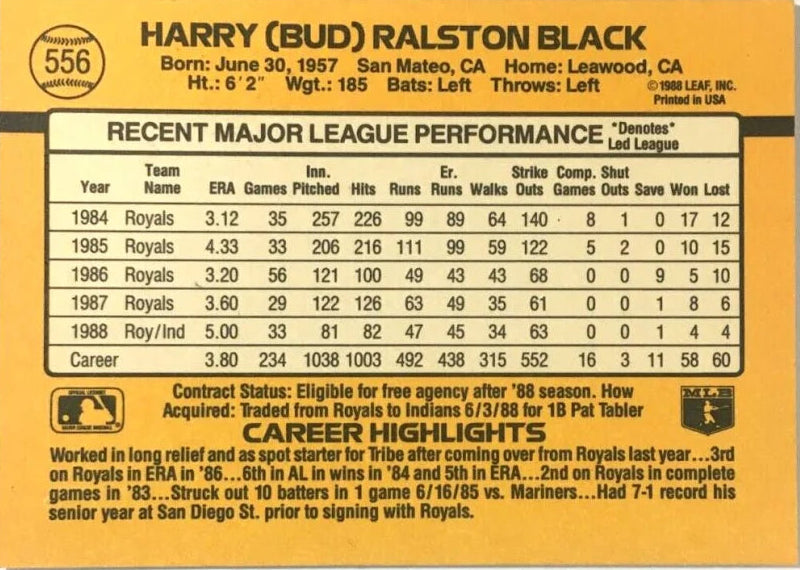 556
HARRY (BUD) RALSTON BLACK
Born: June 30, 1957 San Mateo, CA Home: Leawood, CA
Ht.: 6'2" Wgt.: 185 Bats: Left Throws: Left
©1988 LEAF, INC.
Printed in USA
RECENT MAJOR LEAGUE PERFORMANCE *Denotes* Led League
Year Team Name ERA Games Inn. Pitched Hits Runs Er. Runs Walks Strike Outs Comp. Games Shut Outs Save Won Lost
1984 Royals 3.12 35 257 226 99 89 64 140 8 1 0 17 12
1985 Royals 4.33 33 206 216 111 99 59 122 5 2 0 10 15
1986 Royals 3.20 56 121 100 49 43 43 68 0 0 9 5 10
1987 Royals 3.60 29 122 126 63 49 35 61 0 0 1 8 6
1988 Roy/Ind 5.00 33 81 82 47 45 34 63 0 0 1 4 4
Career 3.80 234 1038 1003 492 438 315 552 16 3 11 58 60
Contract Status: Eligible for free agency after '88 season. How
Acquired: Traded from Royals to Indians 6/3/88 for 1B Pat Tabler
MLB
CAREER HIGHLIGHTS
Worked in long relief and as spot starter for Tribe after coming over from Royals last year...3rd
on Royals in ERA in '86...6th in AL in wins in '84 and 5th in ERA...2nd on Royals in complete
games in '83...Struck out 10 batters in 1 game 6/16/85 vs. Mariners...Had 7-1 record his
senior year at San Diego St. prior to signing with Royals.